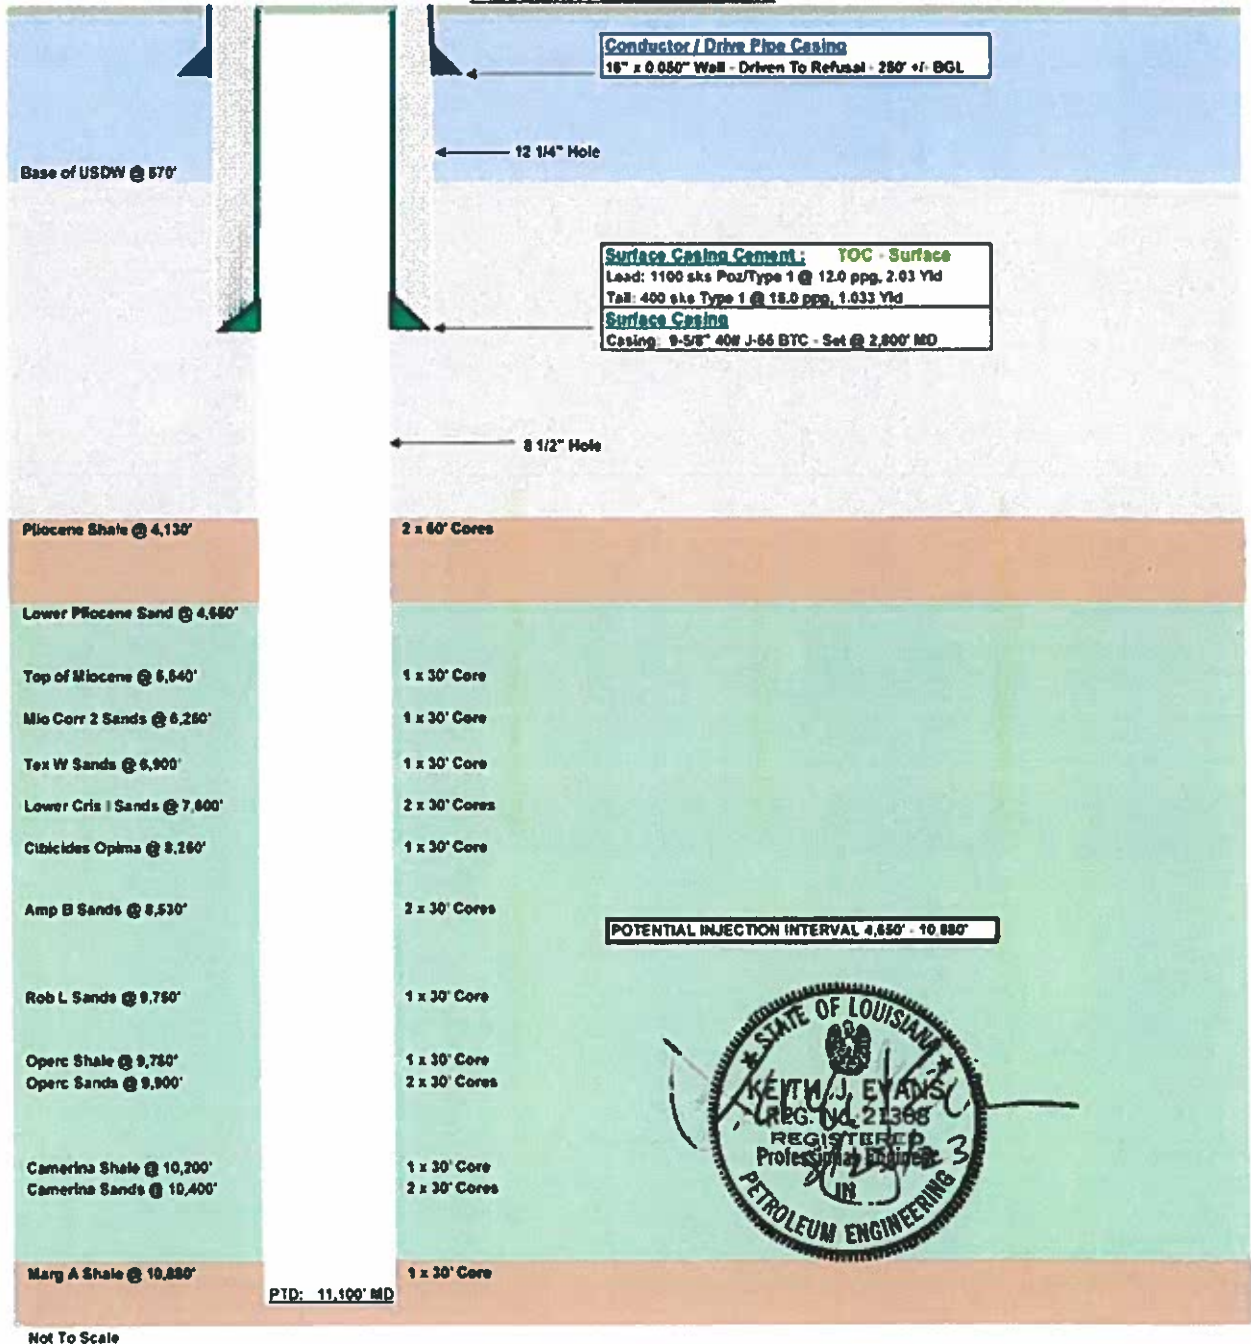 Conductor / Drive Pipe Casing
16" x 0.050" Wall - Driven To Refusal - 280' +/- BGL
12 1/4" Hole
Base of USDW @ 870'
Surface Casing Cement: TOC - Surface
Lead: 1100 sks Poz/Type 1 @ 12.0 ppg, 2.03 Yld
Tail: 400 sks Type 1 @ 18.0 ppg, 1.033 Yld
Surface Casing
Casing: 9-5/8" 40# J-55 BTC - Set @ 2,800' MD
8 1/2" Hole
Pliocene Shale @ 4,130' 2 x 60' Cores
Lower Pliocene Sand @ 4,650'
Top of Miocene @ 5,640' 1 x 30' Core
Mio Corr 2 Sands @ 6,250' 1 x 30' Core
Tex W Sands @ 6,900' 1 x 30' Core
Lower Cris I Sands @ 7,600' 2 x 30' Cores
Cibicides Opima @ 8,250' 1 x 30' Core
Amp B Sands @ 8,530' 2 x 30' Cores
POTENTIAL INJECTION INTERVAL 4,650' - 10,880'
Rob L Sands @ 9,750' 1 x 30' Core
Operc Shale @ 9,780' 1 x 30' Core
Operc Sands @ 9,900' 2 x 30' Cores
Camerina Shale @ 10,200' 1 x 30' Core
Camerina Sands @ 10,400' 2 x 30' Cores
STATE OF LOUISIANA
KEITH J. EVANS
REG. No. 21308
REGISTERED
Professional Engineer
IN
PETROLEUM ENGINEERING
Marg A Shale @ 10,880' 1 x 30' Core
PTD: 11,100' MD
Not To Scale